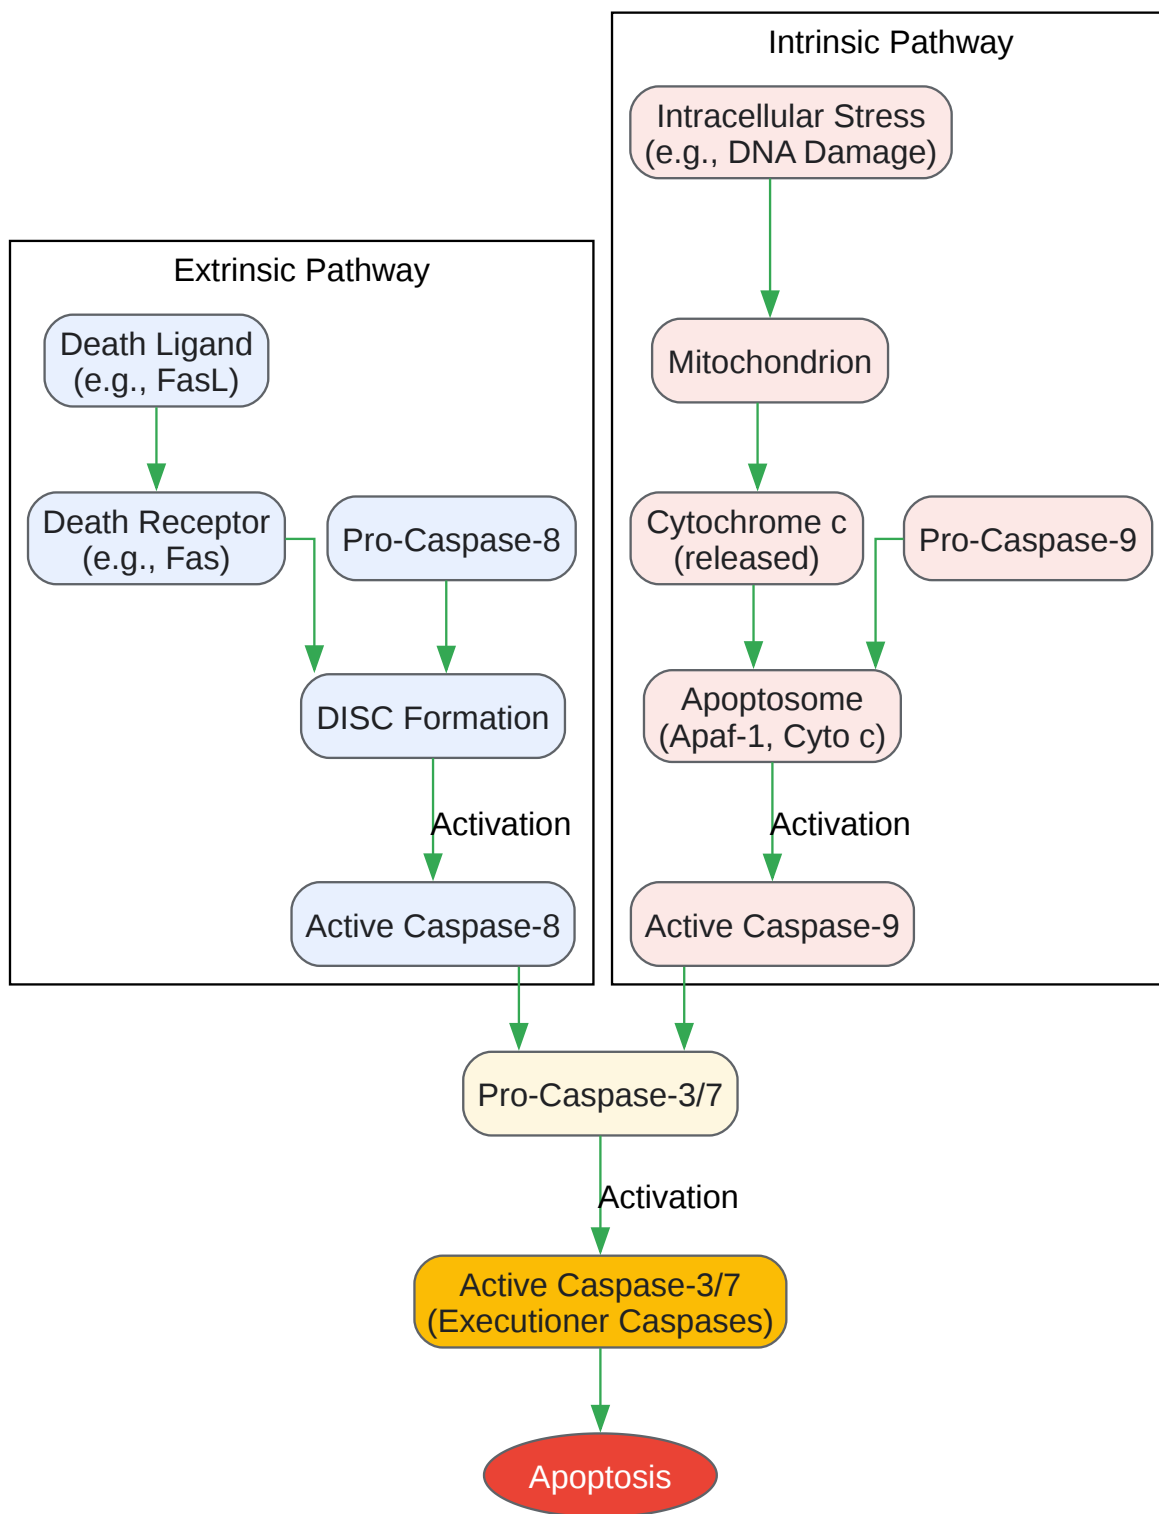 Intrinsic Pathway
Intracellular Stress
(e.g., DNA Damage)
Extrinsic Pathway
Death Ligand
(e.g., FasL)
Mitochondrion
Death Receptor
(e.g., Fas)
Pro-Caspase-8
Cytochrome c
(released)
Pro-Caspase-9
DISC Formation
Apoptosome
(Apaf-1, Cyto c)
Activation
Activation
Active Caspase-8
Active Caspase-9
Pro-Caspase-3/7
Activation
Active Caspase-3/7
(Executioner Caspases)
Apoptosis